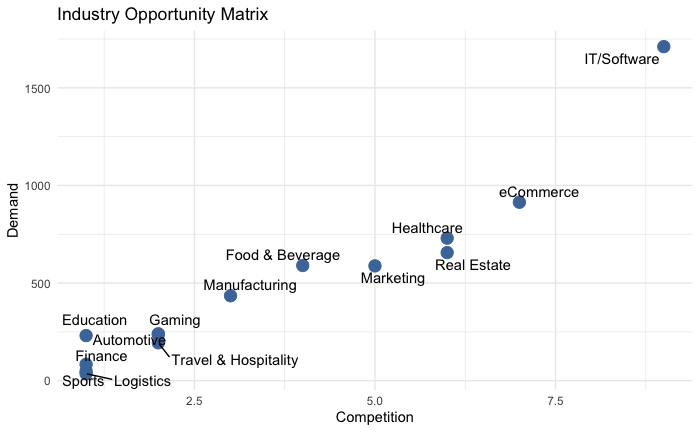 Industry Opportunity Matrix
IT/Software
1500
eCommerce
1000
Healthcare
Real Estate
Food & Beverage
Marketing
Manufacturing
500
Education
Gaming
Automotive
Finance
Travel & Hospitality
Sports
Logistics
0
Demand
2.5
5.0
7.5
Competition